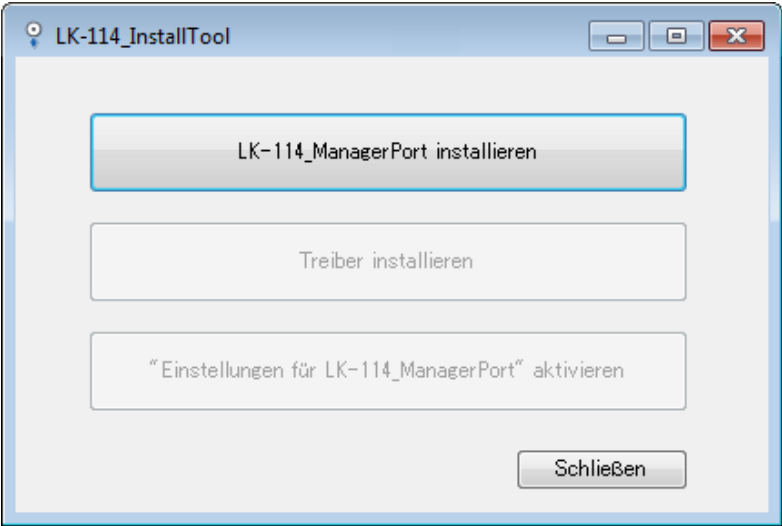 LK-114_InstallTool
LK-114_ManagerPort installieren
Treiber installieren
"Einstellungen für LK-114_ManagerPort" aktivieren
Schließen